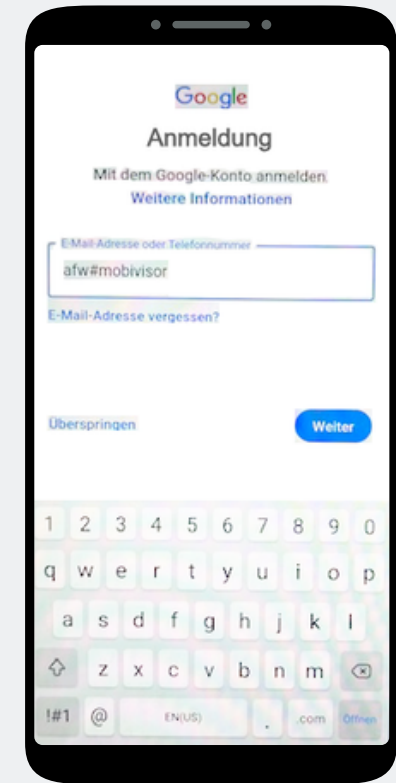 Google
Anmeldung
Mit dem Google-Konto anmelden.
Weitere Informationen
E-Mail-Adresse oder Telefonnummer
afw#mobivisor
E-Mail-Adresse vergessen?
Überspringen
Weiter
1 2 3 4 5 6 7 8 9 0
q w e r t y u i o p
a s d f g h j k l
z x c v b n m
!#1 @ EN(US) . .com Öffnen